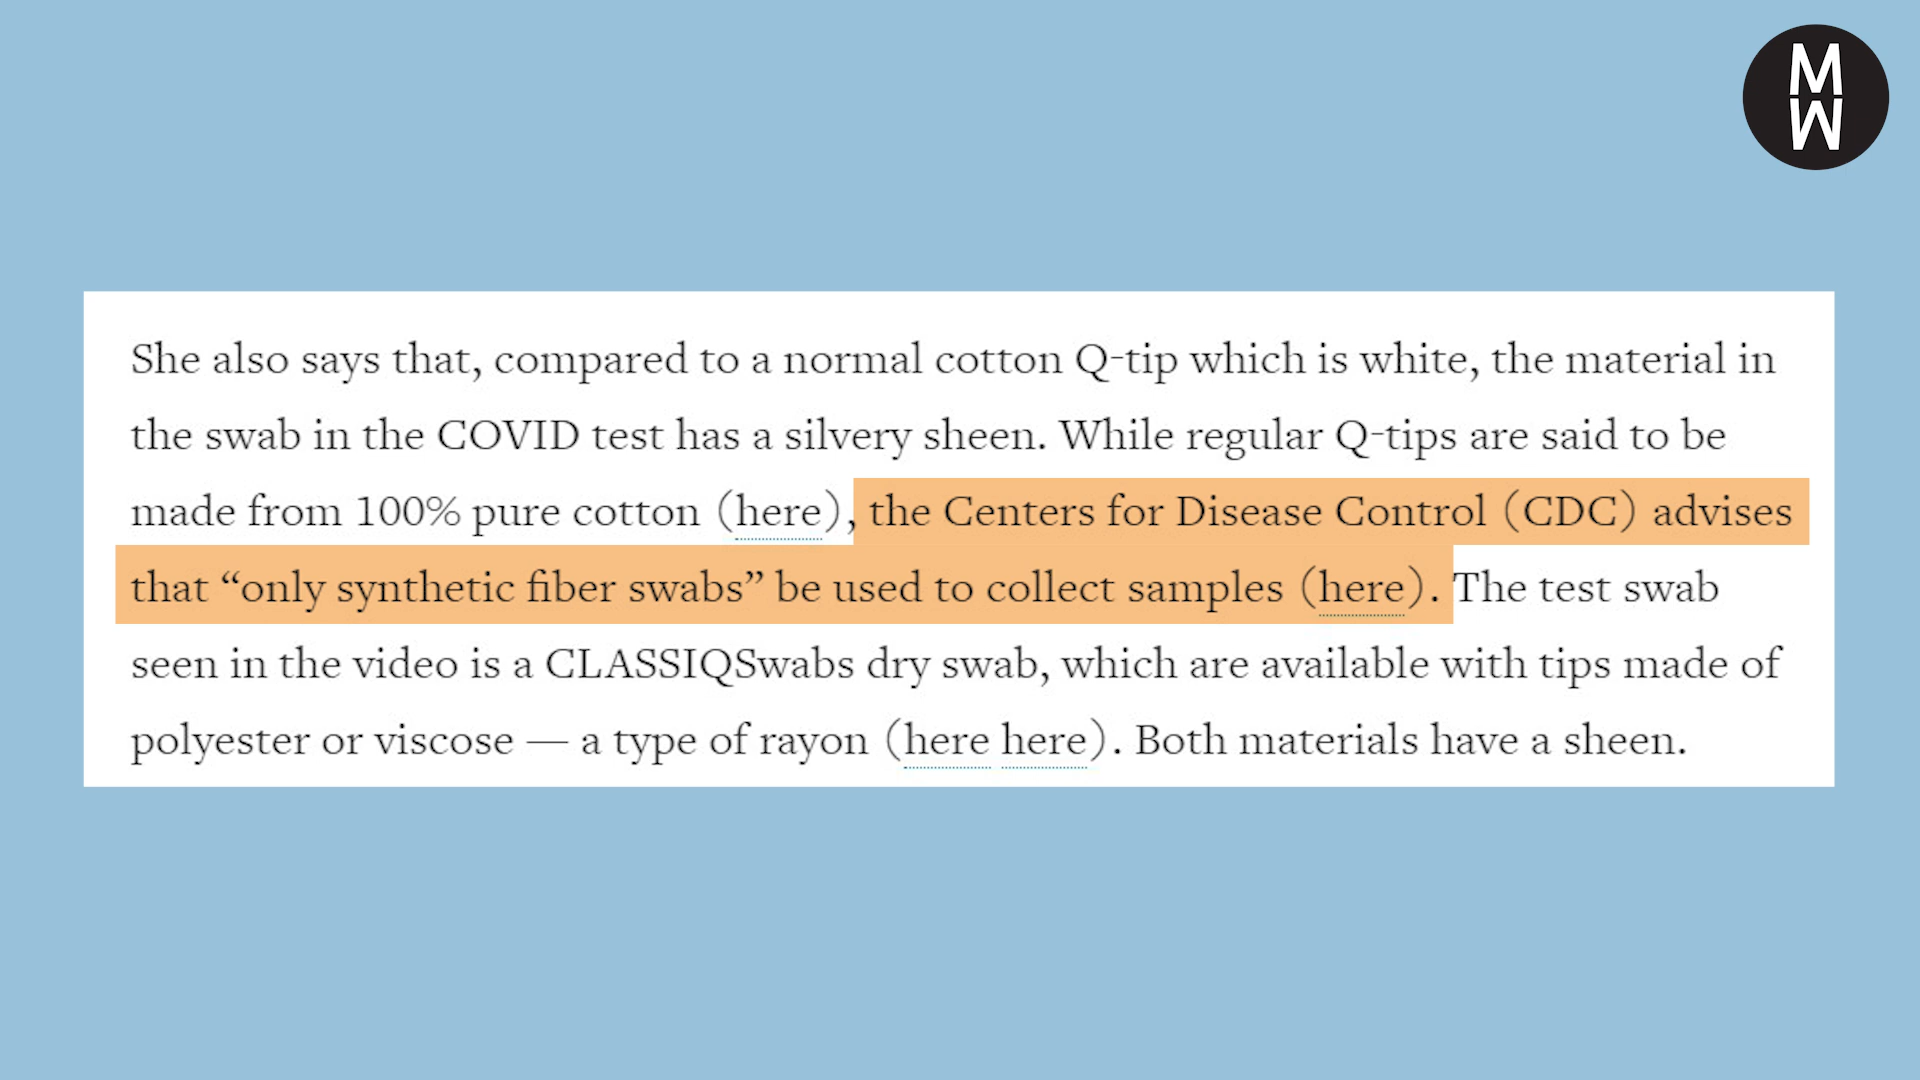 M
W
She also says that, compared to a normal cotton Q-tip which is white, the material in
the swab in the COVID test has a silvery sheen. While regular Q-tips are said to be
made from 100% pure cotton (here), the Centers for Disease Control (CDC) advises
that “only synthetic fiber swabs” be used to collect samples (here). The test swab
seen in the video is a CLASSIQSwabs dry swab, which are available with tips made of
polyester or viscose — a type of rayon (here here). Both materials have a sheen.